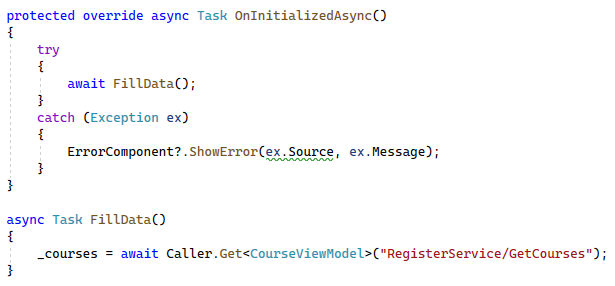 protected override async Task OnInitializedAsync()
{
    try
    {
        await FillData();
    }
    catch (Exception ex)
    {
        ErrorComponent?.ShowError(ex.Source, ex.Message);
    }
}

async Task FillData()
{
    _courses = await Caller.Get<CourseViewModel>("RegisterService/GetCourses");
}